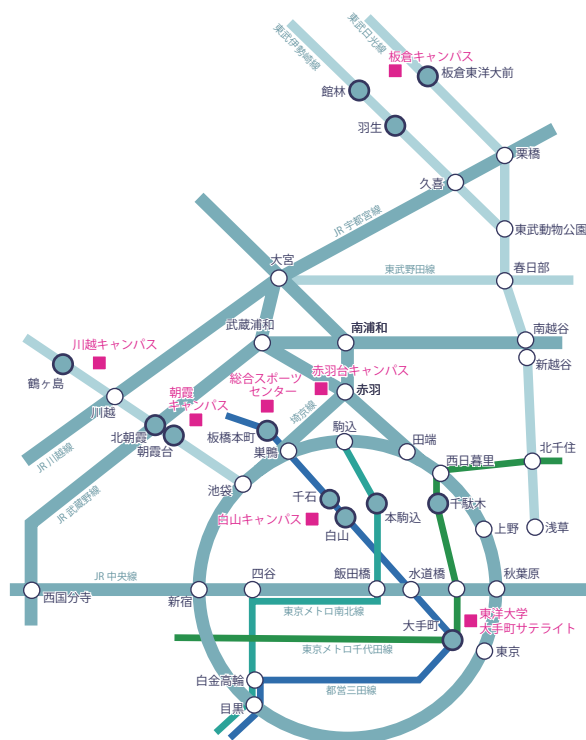 東武伊勢崎線
東武日光線
板倉キャンパス
板倉東洋大前
館林
羽生
栗橋
久喜
JR宇都宮線
東武動物公園
大宮
東武野田線
春日部
武蔵浦和
南浦和
南越谷
新越谷
川越キャンパス
鶴ヶ島
総合スポーツ
センター
赤羽台キャンパス
赤羽
朝霞
キャンパス
川越
埼京線
北朝霞
朝霞台
板橋本町
駒込
田端
JR川越線
巣鴨
西日暮里
北千住
池袋
JR武蔵野線
千石
本駒込
千駄木
白山キャンパス
白山
上野
浅草
JR中央線
四谷
飯田橋
水道橋
秋葉原
西国分寺
新宿
東京メトロ南北線
大手町
東洋大学
大手町サテライト
東京メトロ千代田線
東京
白金高輪
都営三田線
目黒